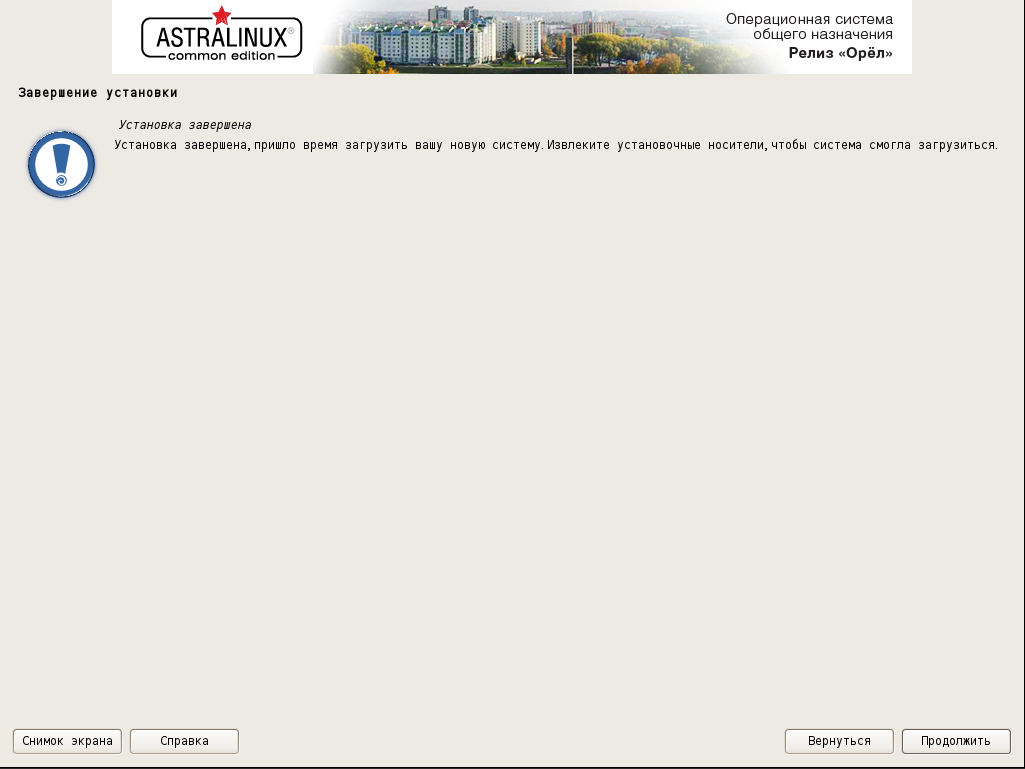 ASTRALINUX®
common edition
Операционная система
общего назначения
Релиз «Орёл»
Завершение установки
Установка завершена
Установка завершена, пришло время загрузить вашу новую систему. Извлеките установочные носители, чтобы система смогла загрузиться.
Снимок экрана
Справка
Вернуться
Продолжить